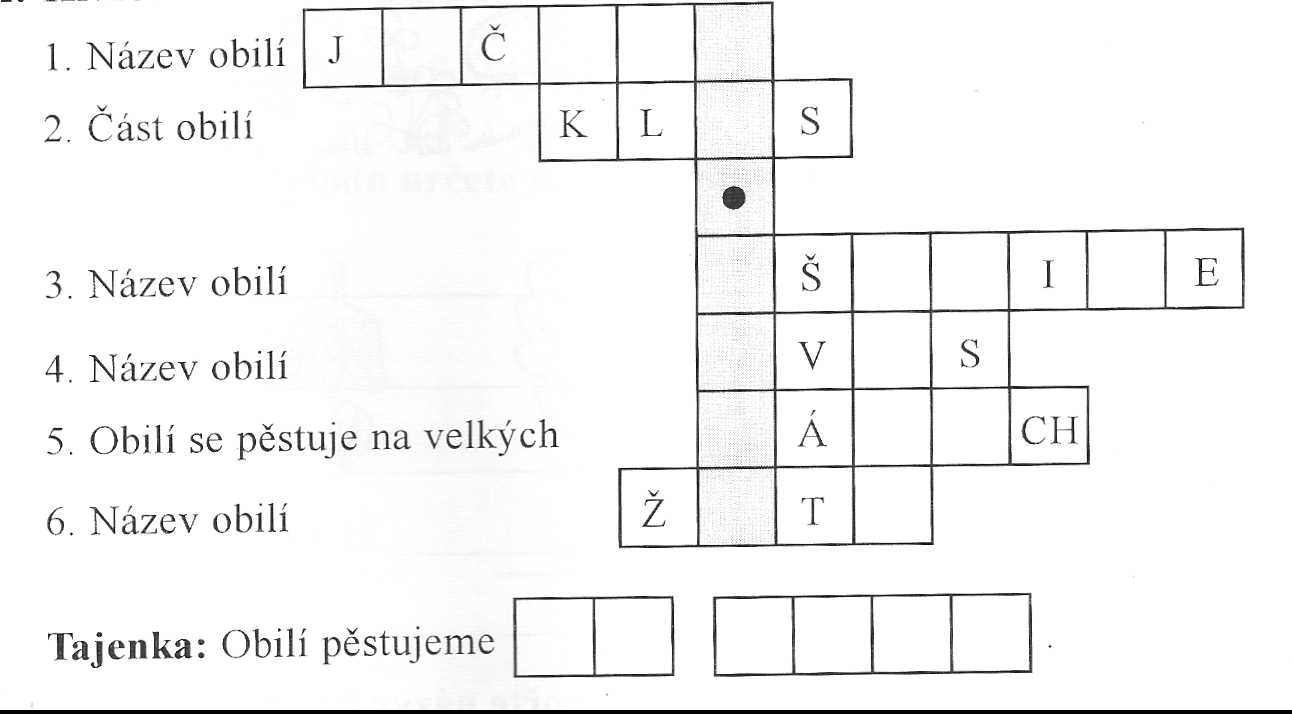 1. Název obilí J Č
2. Část obilí K L S
3. Název obilí Š I E
4. Název obilí V S
5. Obilí se pěstuje na velkých Á CH
6. Název obilí Ž T
Tajenka: Obilí pěstujeme .